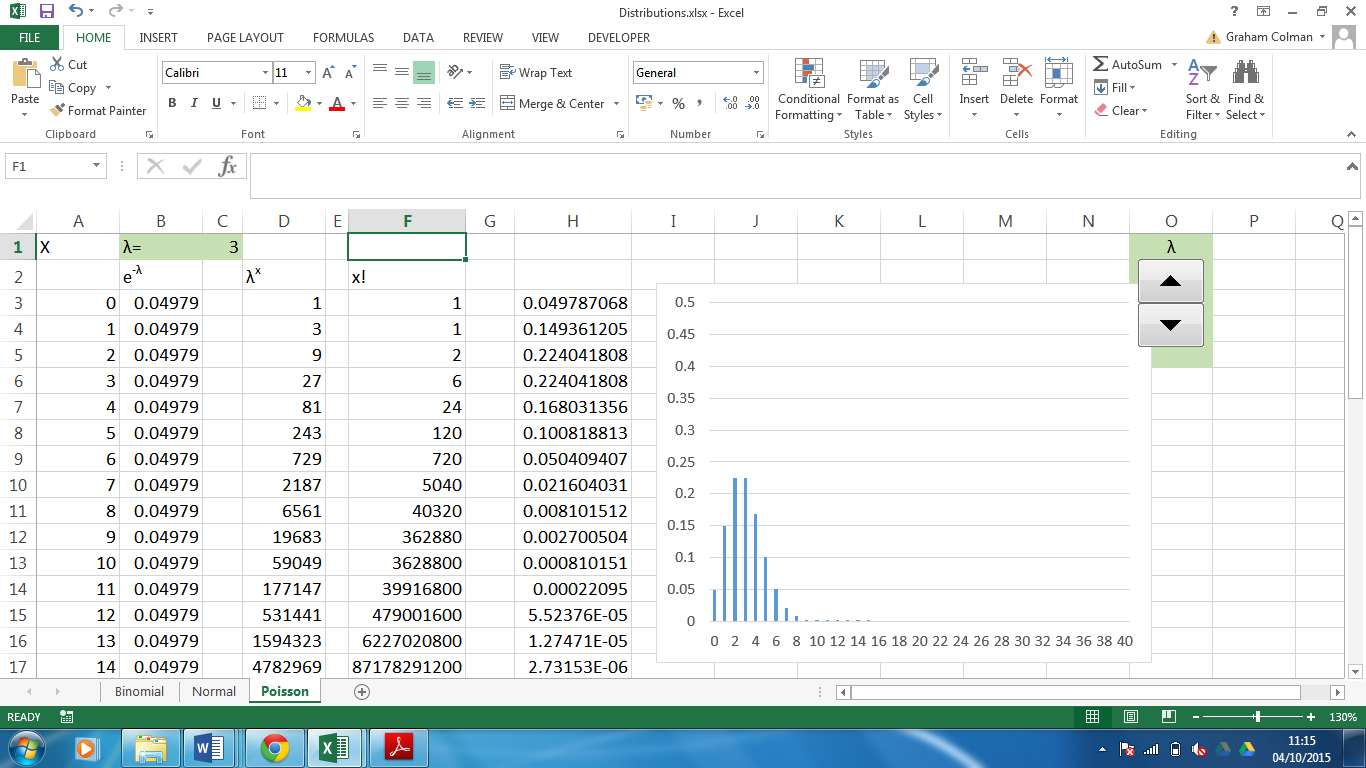 Distributions.xlsx - Excel
?
FILE HOME INSERT PAGE LAYOUT FORMULAS DATA REVIEW VIEW DEVELOPER Graham Colman
Paste
Cut
Copy
Format Painter
Clipboard
Calibri 11
B I U
Font
Wrap Text
Merge & Center
Alignment
General
%
Number
Conditional Formatting
Format as Table
Cell Styles
Styles
Insert
Delete
Format
Cells
AutoSum
Fill
Clear
Sort & Filter
Find & Select
Editing
F1 fx
A B C D E F G H I J K L M N O P Q
1 X λ= 3 λ
2 e^-λ λ^x x!
3 0 0.04979 1 1 0.049787068
4 1 0.04979 3 1 0.149361205
5 2 0.04979 9 2 0.224041808
6 3 0.04979 27 6 0.224041808
7 4 0.04979 81 24 0.168031356
8 5 0.04979 243 120 0.100818813
9 6 0.04979 729 720 0.050409407
10 7 0.04979 2187 5040 0.021604031
11 8 0.04979 6561 40320 0.008101512
12 9 0.04979 19683 362880 0.002700504
13 10 0.04979 59049 3628800 0.000810151
14 11 0.04979 177147 39916800 0.00022095
15 12 0.04979 531441 479001600 5.52376E-05
16 13 0.04979 1594323 6227020800 1.27471E-05
17 14 0.04979 4782969 87178291200 2.73153E-06
0.5
0.45
0.4
0.35
0.3
0.25
0.2
0.15
0.1
0.05
0
0 2 4 6 8 10 12 14 16 18 20 22 24 26 28 30 32 34 36 38 40
Binomial Normal Poisson
READY 130%
11:15
04/10/2015